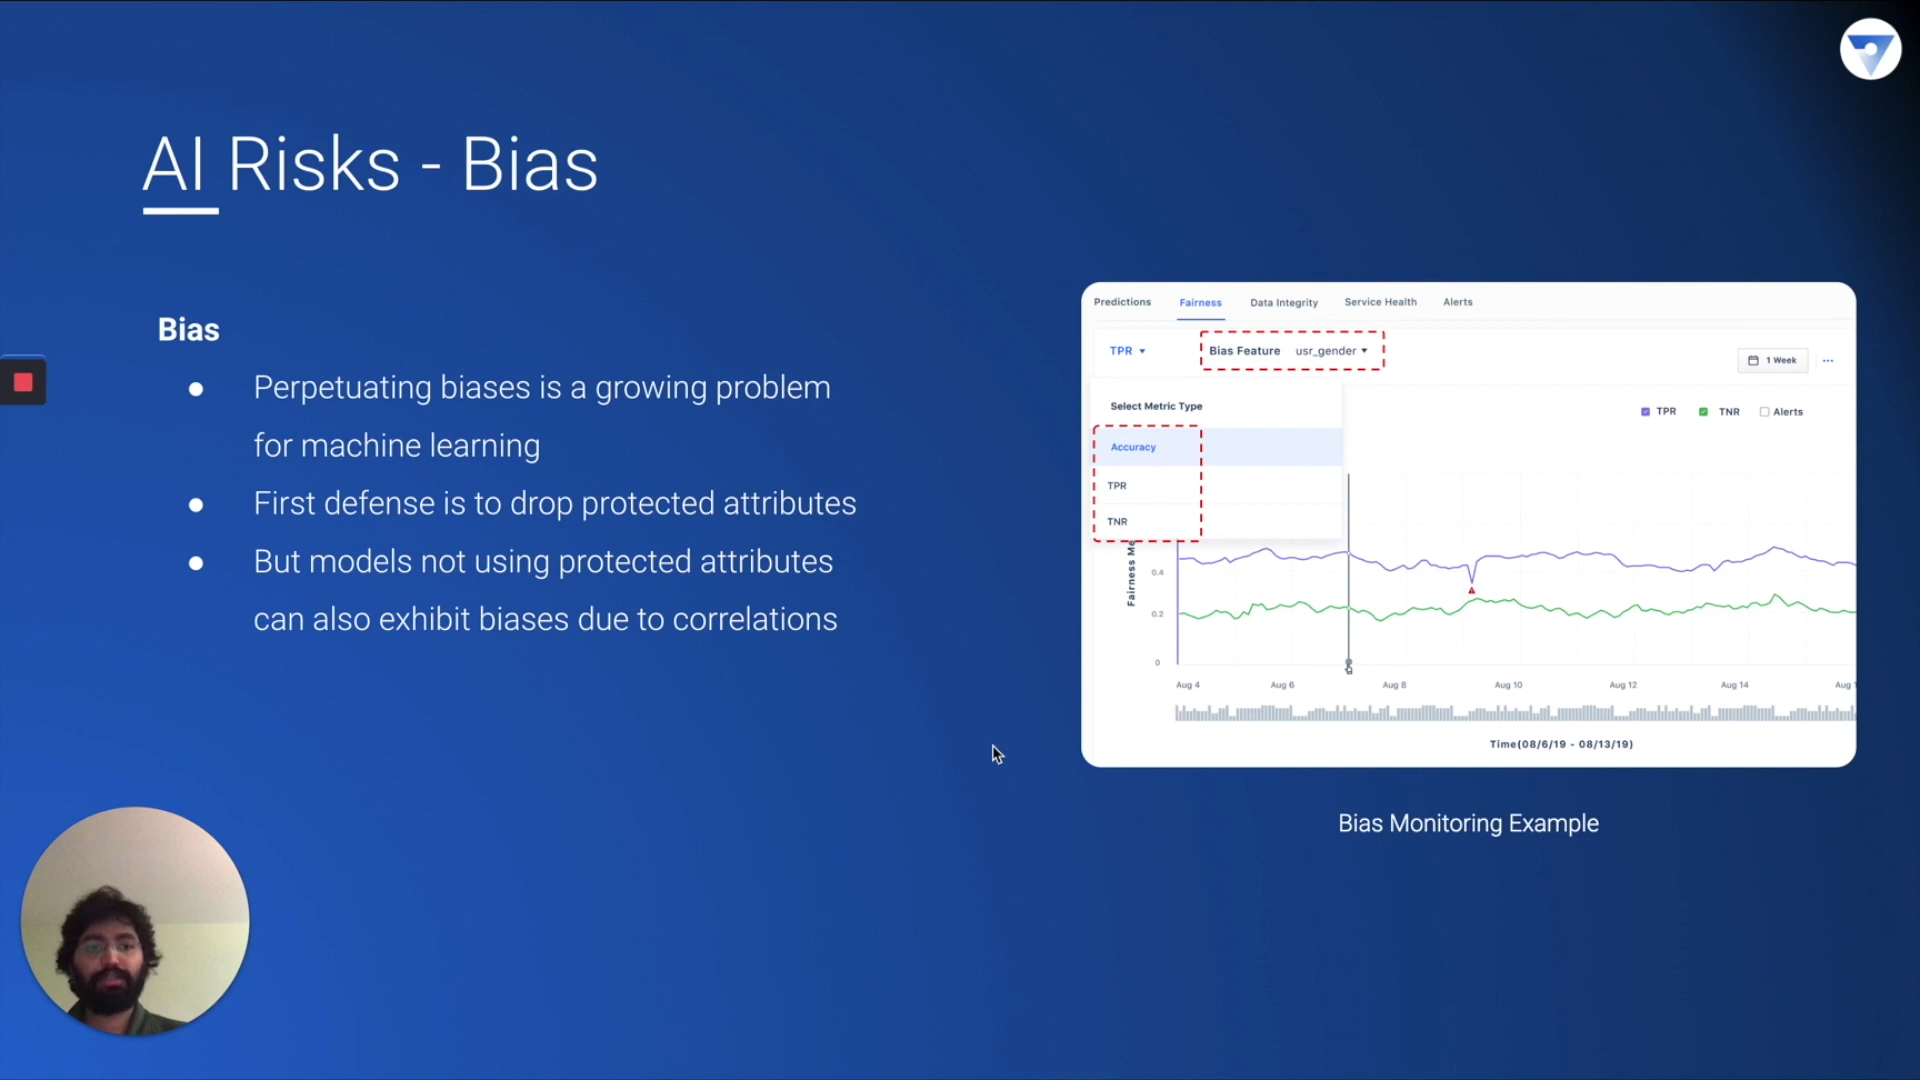 AI Risks - Bias
Bias
● Perpetuating biases is a growing problem
for machine learning
● First defense is to drop protected attributes
● But models not using protected attributes
can also exhibit biases due to correlations
Predictions Fairness Data Integrity Service Health Alerts
TPR Bias Feature usr_gender
1 Week
Select Metric Type
TPR TNR Alerts
Accuracy
TPR
TNR
Fairness Me
0.4
0.2
0
Aug 4 Aug 6 Aug 8 Aug 10 Aug 12 Aug 14 Aug 1
Time(08/6/19 - 08/13/19)
Bias Monitoring Example